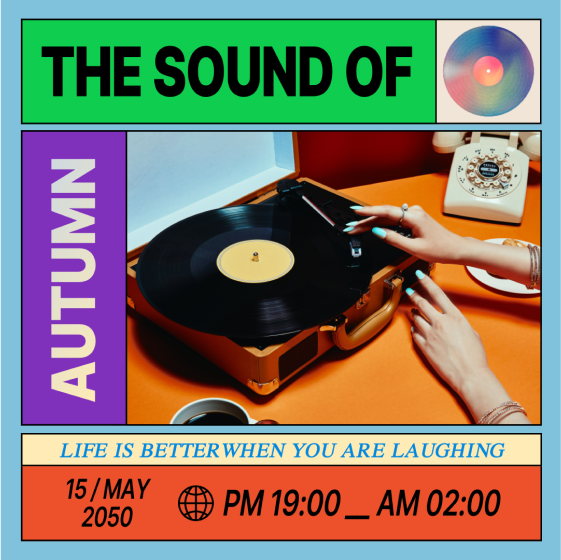 THE SOUND OF
AUTUMN
LIFE IS BETTERWHEN YOU ARE LAUGHING
15 / MAY
2050
PM 19:00 __ AM 02:00